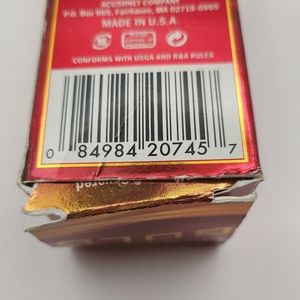 ACUSHNET COMPANY
P.O. Box 965, Fairhaven, MA 02719-0965
MADE IN U.S.A.
CONFORMS WITH USGA AND R&A RULES
0 84984 20745 7